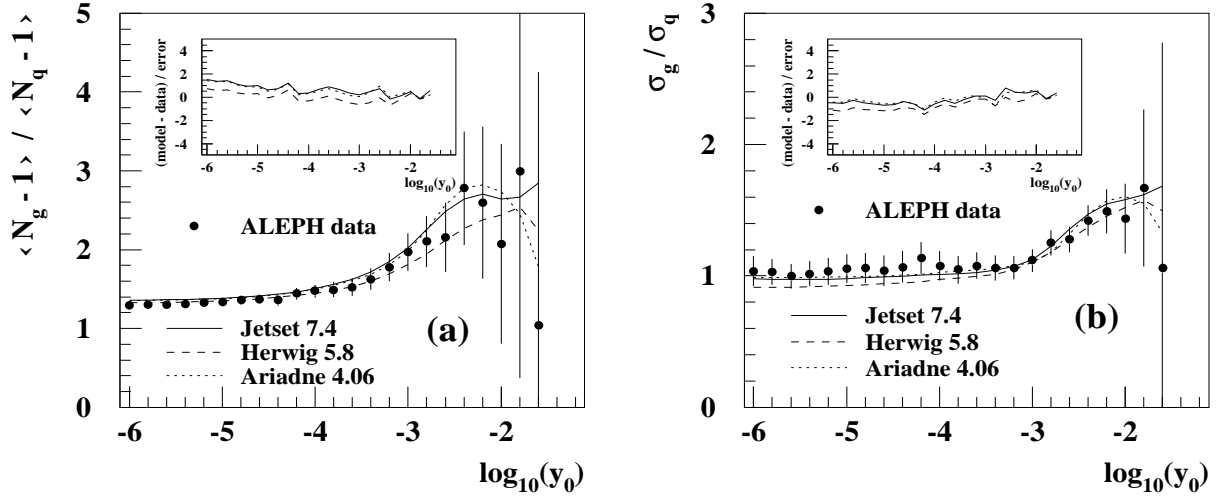 ⟨N_g - 1⟩ / ⟨N_q - 1⟩
5
4
3
2
1
0
(model - data) / error
4
2
0
-2
-4
-6
-5
-4
-3
-2
log₁₀(y₀)
ALEPH data
(a)
Jetset 7.4
Herwig 5.8
Ariadne 4.06
-6
-5
-4
-3
-2
log₁₀(y₀)
σ_g / σ_q
3
2
1
0
(model - data) / error
4
2
0
-2
-4
-6
-5
-4
-3
-2
log₁₀(y₀)
ALEPH data
(b)
Jetset 7.4
Herwig 5.8
Ariadne 4.06
-6
-5
-4
-3
-2
log₁₀(y₀)